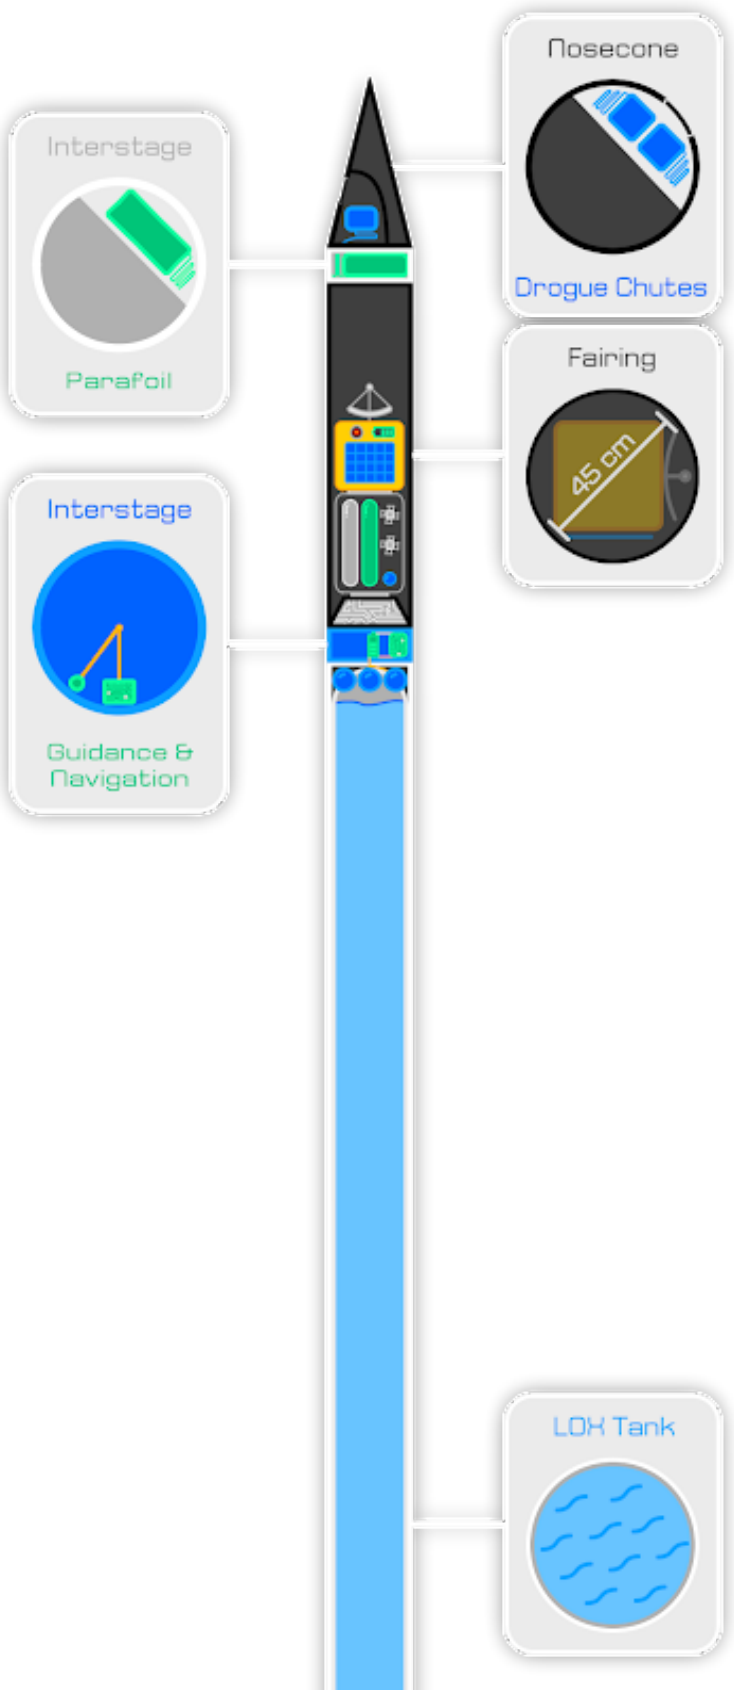 Nosecone
Drogue Chutes
Interstage
Parafoil
Fairing
45 cm
Interstage
Guidance &
Navigation
LOX Tank